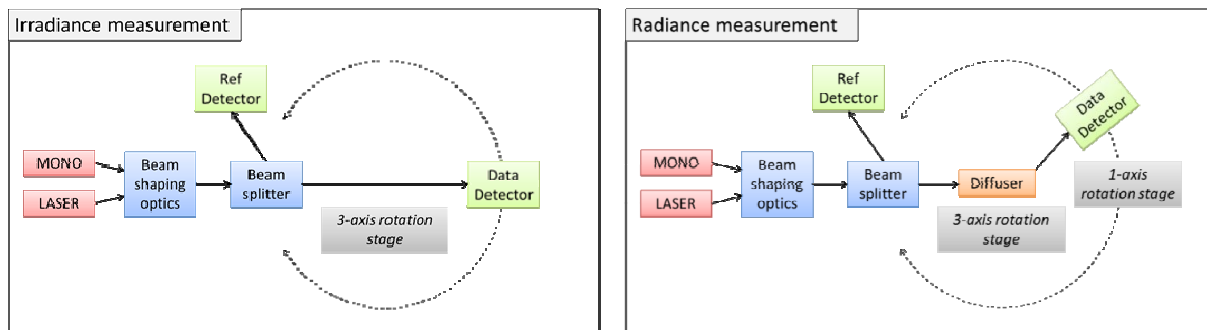 Irradiance measurement
Ref
Detector
MONO
LASER
Beam
shaping
optics
Beam
splitter
Data
Detector
3-axis rotation
stage
Radiance measurement
Ref
Detector
Data
Detector
MONO
LASER
Beam
shaping
optics
Beam
splitter
Diffuser
1-axis
rotation stage
3-axis rotation
stage